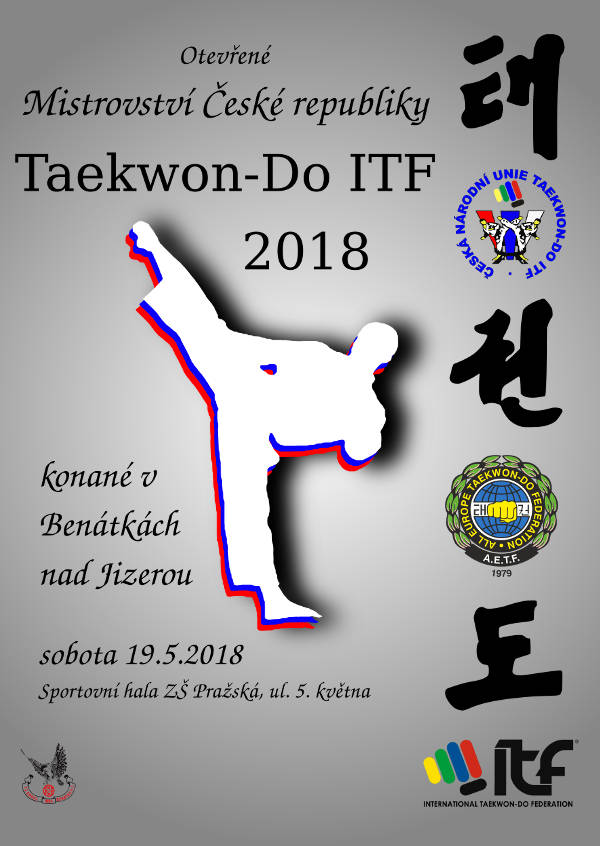 Otevřené
Mistrovství České republiky
Taekwon-Do ITF
2018
태
ČESKÁ NÁRODNÍ UNIE TAEKWON-DO ITF
권
konané v
Benátkách
nad Jizerou
ALL EUROPE TAEKWON-DO FEDERATION
A.E.T.F.
1979
도
sobota 19.5.2018
Sportovní hala ZŠ Pražská, ul. 5. května
itf®
INTERNATIONAL TAEKWON-DO FEDERATION